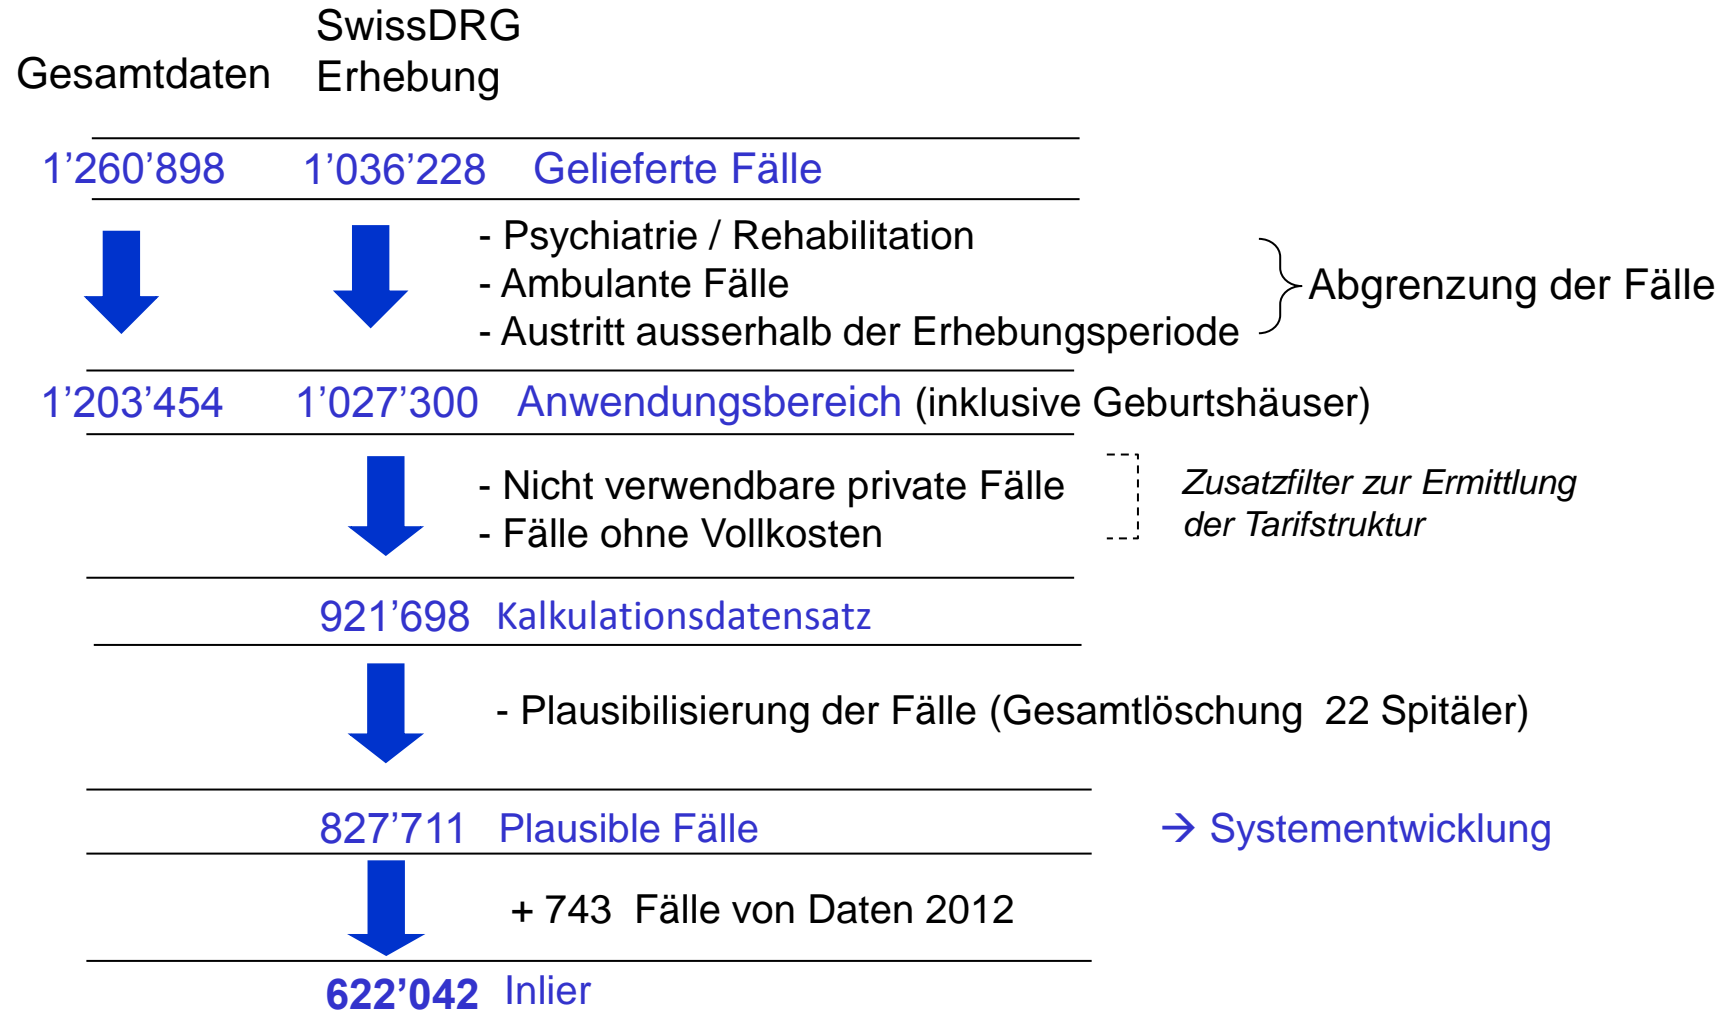 Gesamtdaten
SwissDRG
Erhebung
1’260’898 1’036’228 Gelieferte Fälle
- Psychiatrie / Rehabilitation
- Ambulante Fälle
- Austritt ausserhalb der Erhebungsperiode
Abgrenzung der Fälle
1’203’454 1’027’300 Anwendungsbereich (inklusive Geburtshäuser)
- Nicht verwendbare private Fälle
- Fälle ohne Vollkosten
Zusatzfilter zur Ermittlung
der Tarifstruktur
921’698 Kalkulationsdatensatz
- Plausibilisierung der Fälle (Gesamtlöschung 22 Spitäler)
827’711 Plausible Fälle → Systementwicklung
+ 743 Fälle von Daten 2012
622’042 Inlier